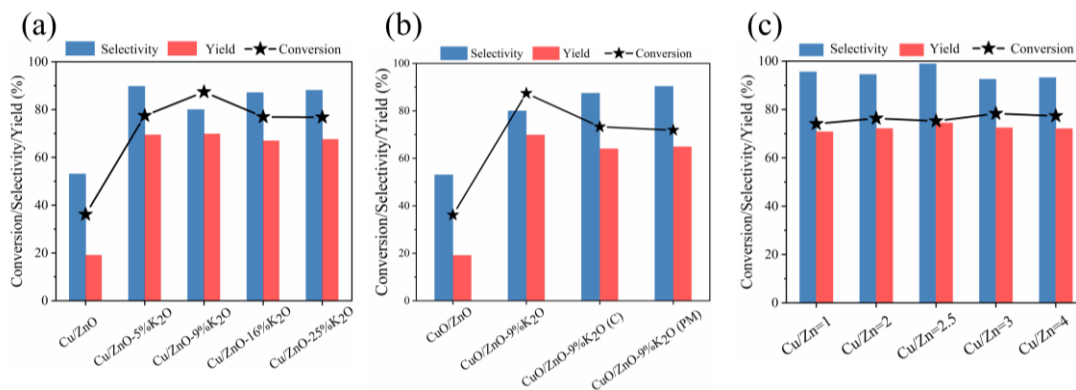 (a)
Selectivity Yield Conversion
Conversion/Selectivity/Yield (%)
100
80
60
40
20
0
Cu/ZnO
Cu/ZnO-5%K2O
Cu/ZnO-9%K2O
Cu/ZnO-16%K2O
Cu/ZnO-25%K2O
(b)
Selectivity Yield Conversion
Conversion/Selectivity/Yield (%)
100
80
60
40
20
0
CuO/ZnO
CuO/ZnO-9%K2O
CuO/ZnO-9%K2O (C)
CuO/ZnO-9%K2O (PM)
(c)
Selectivity Yield Conversion
Conversion/Selectivity/Yield (%)
100
80
60
40
20
0
Cu/Zn=1
Cu/Zn=2
Cu/Zn=2.5
Cu/Zn=3
Cu/Zn=4